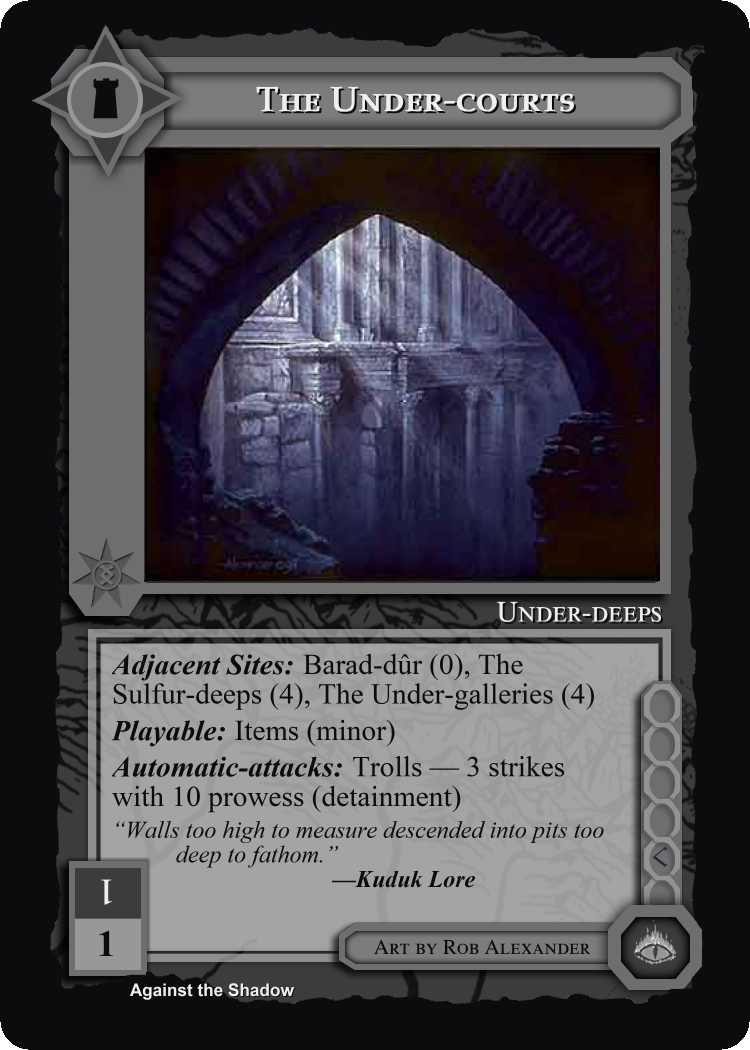 The Under-courts
Under-deeps
Adjacent Sites: Barad-dûr (0), The
Sulfur-deeps (4), The Under-galleries (4)
Playable: Items (minor)
Automatic-attacks: Trolls — 3 strikes
with 10 prowess (detainment)
“Walls too high to measure descended into pits too
deep to fathom.”
—Kuduk Lore
1
1
Art by Rob Alexander
Against the Shadow